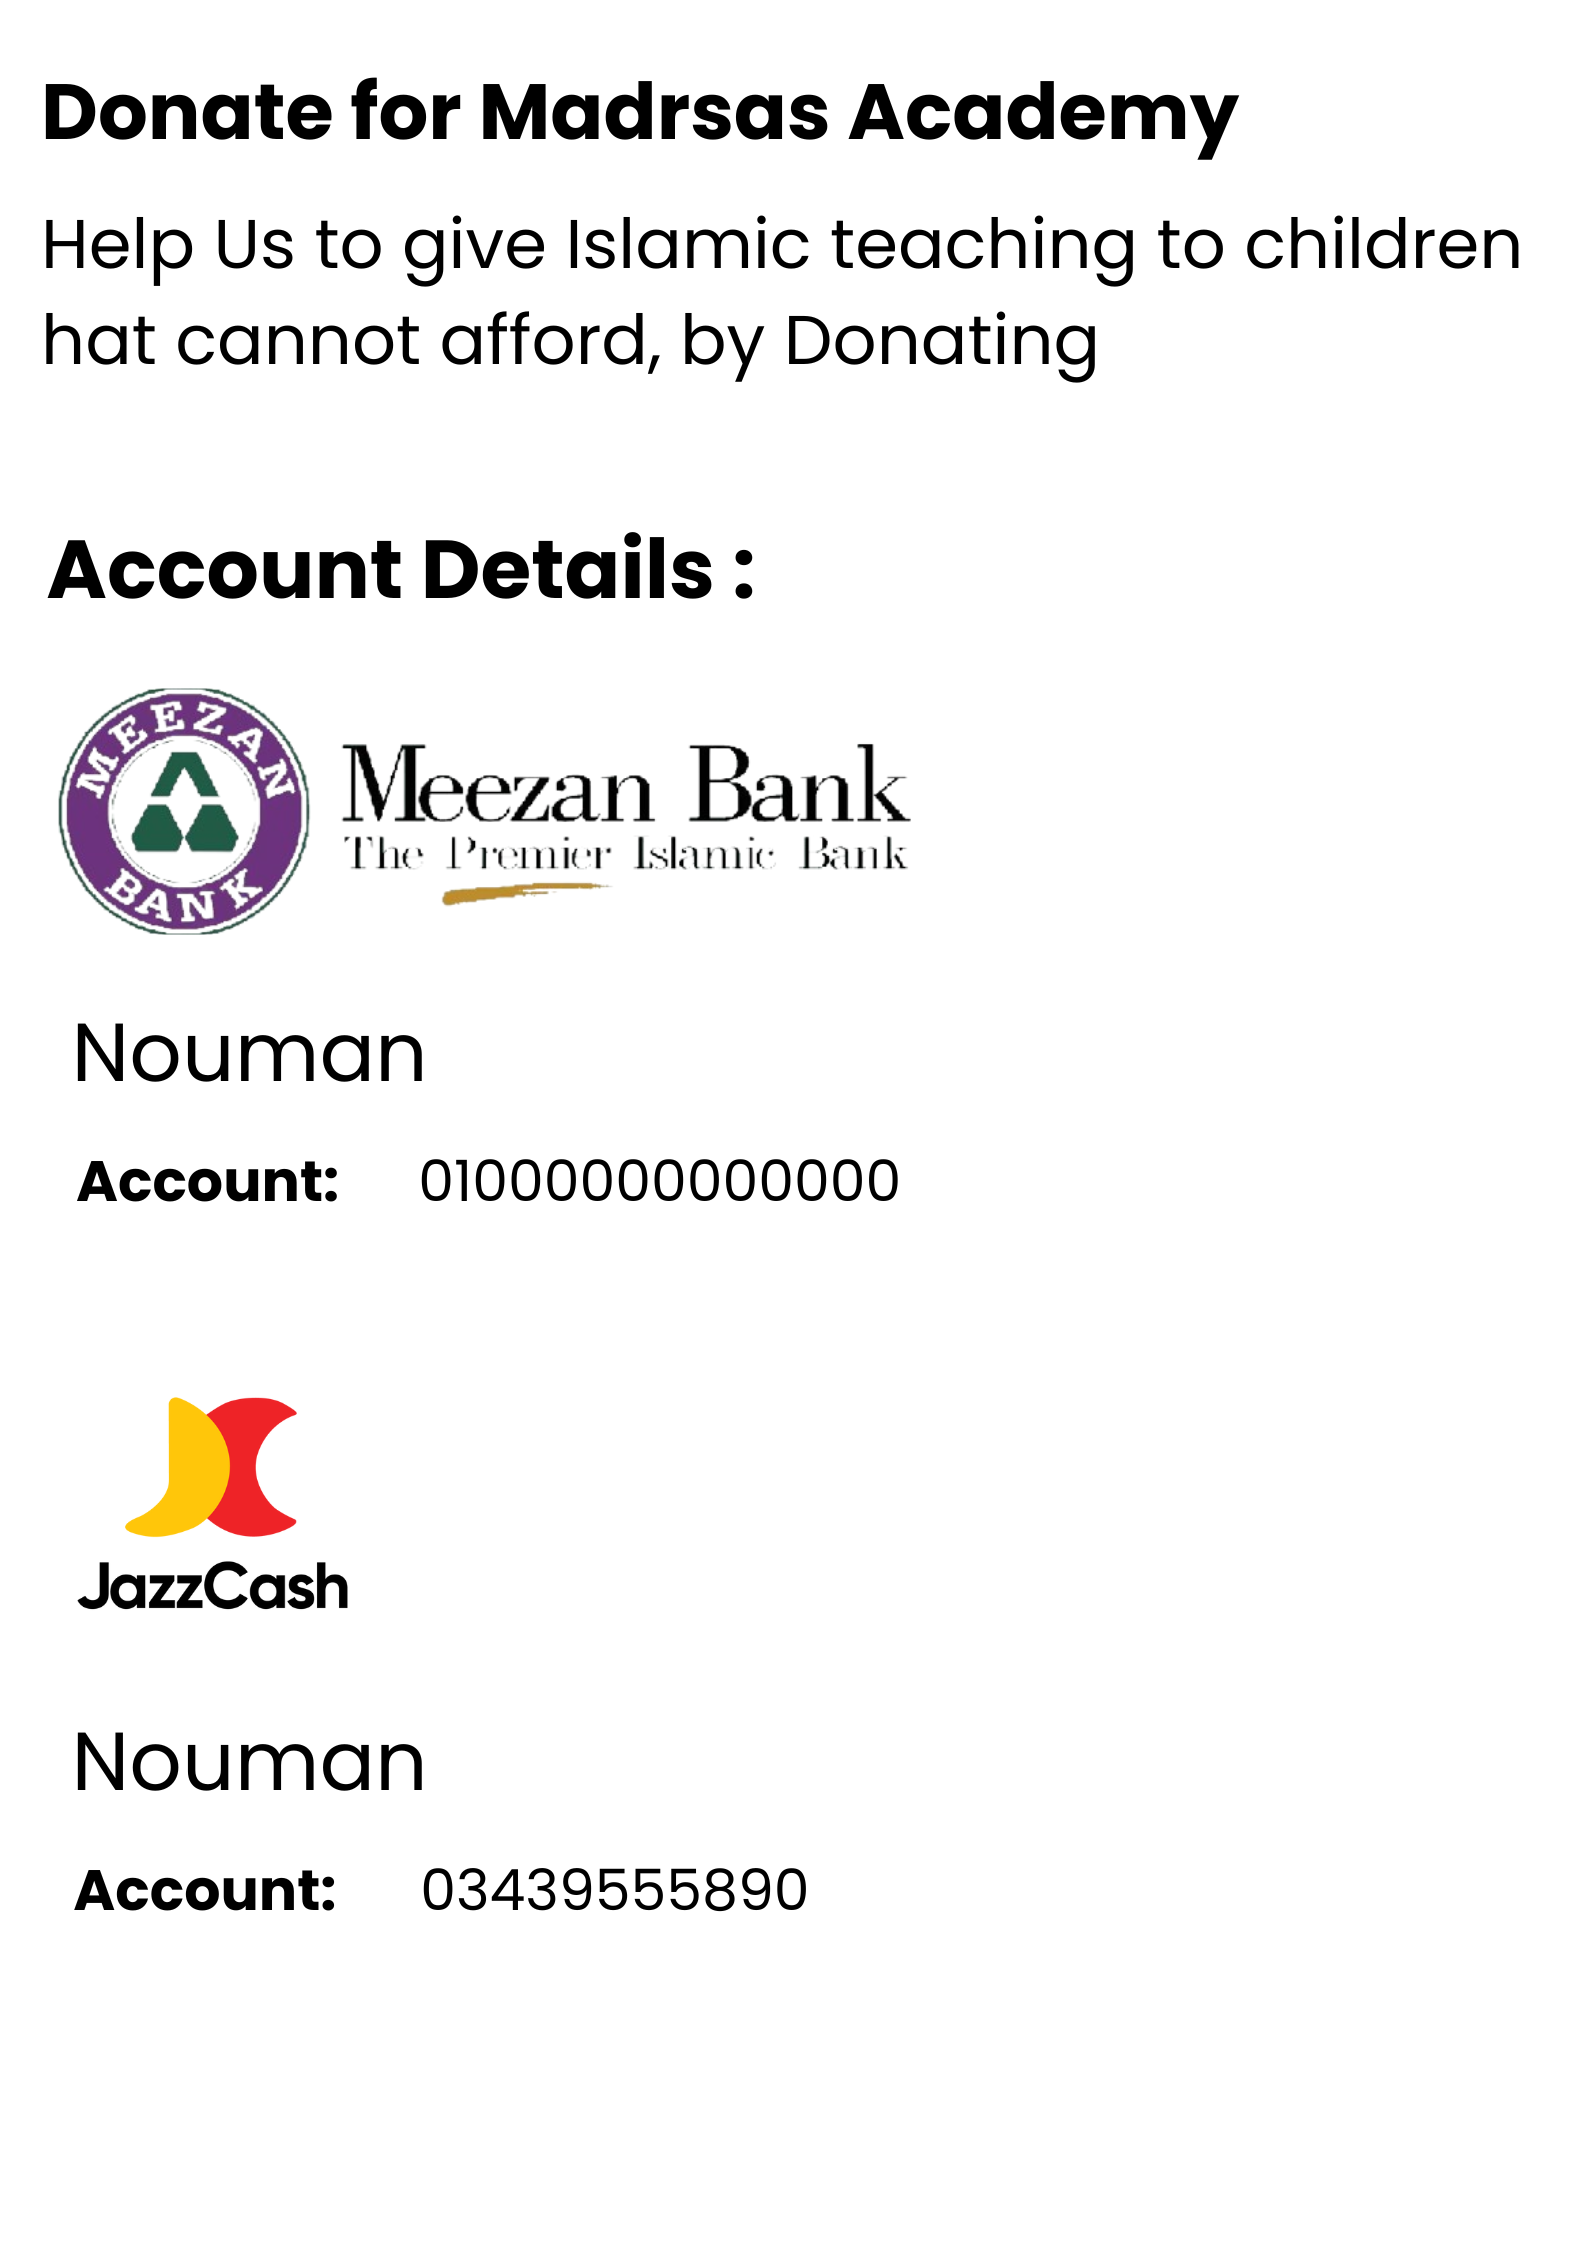 Donate for Madrsas Academy
Help Us to give Islamic teaching to children
hat cannot afford, by Donating
Account Details :
MEEZAN BANK
Meezan Bank
The Premier Islamic Bank
Nouman
Account: 01000000000000
JazzCash
Nouman
Account: 03439555890